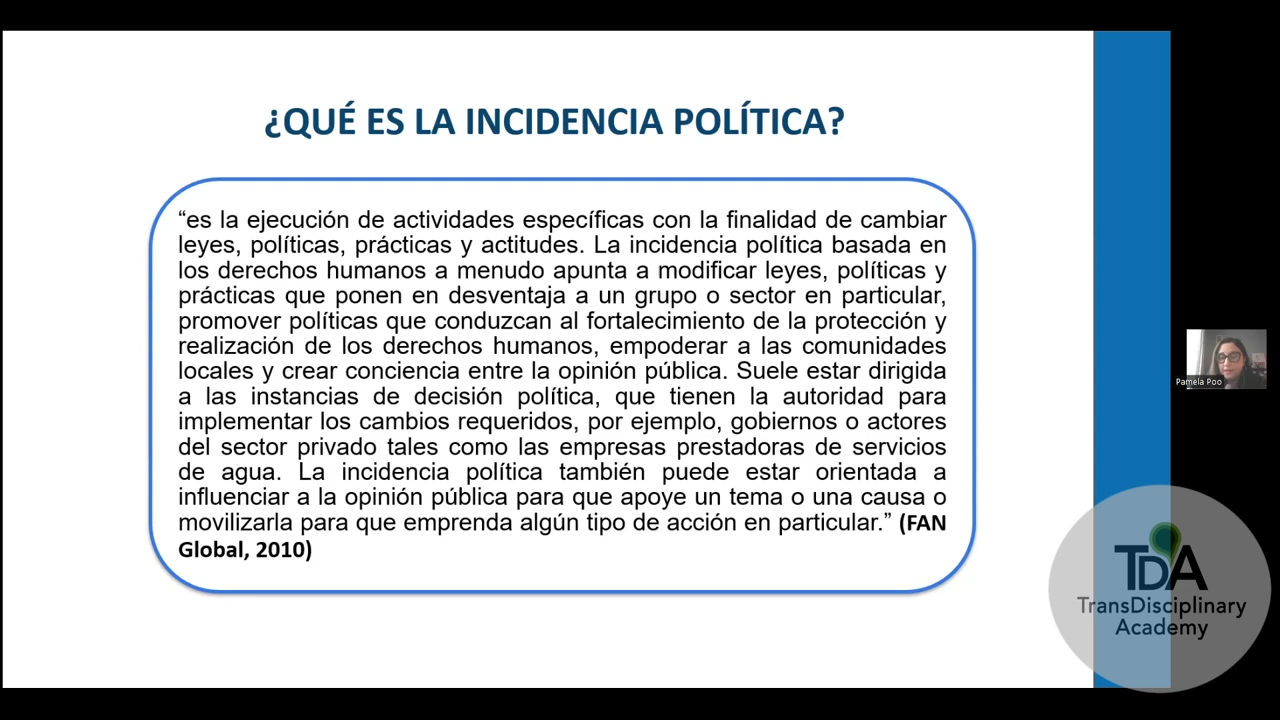 ¿QUÉ ES LA INCIDENCIA POLÍTICA?
“es la ejecución de actividades específicas con la finalidad de cambiar
leyes, políticas, prácticas y actitudes. La incidencia política basada en
los derechos humanos a menudo apunta a modificar leyes, políticas y
prácticas que ponen en desventaja a un grupo o sector en particular,
promover políticas que conduzcan al fortalecimiento de la protección y
realización de los derechos humanos, empoderar a las comunidades
locales y crear conciencia entre la opinión pública. Suele estar dirigida
a las instancias de decisión política, que tienen la autoridad para
implementar los cambios requeridos, por ejemplo, gobiernos o actores
del sector privado tales como las empresas prestadoras de servicios
de agua. La incidencia política también puede estar orientada a
influenciar a la opinión pública para que apoye un tema o una causa o
movilizarla para que emprenda algún tipo de acción en particular.” (FAN
Global, 2010)
Pamela Poo
TDA
TransDisciplinary
Academy